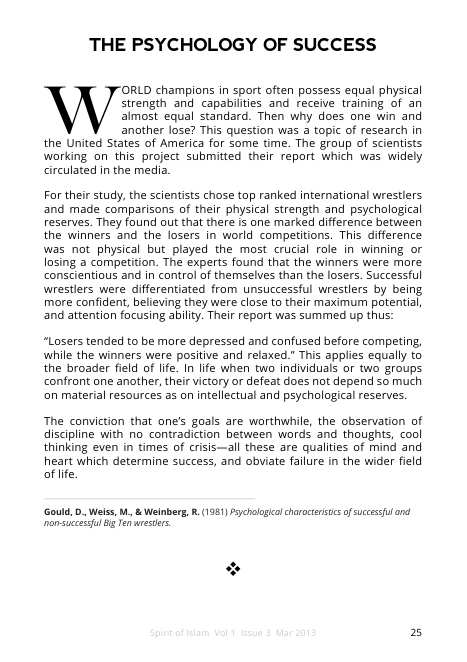 THE PSYCHOLOGY OF SUCCESS
WORLD champions in sport often possess equal physical
strength and capabilities and receive training of an
almost equal standard. Then why does one win and
another lose? This question was a topic of research in
the United States of America for some time. The group of scientists
working on this project submitted their report which was widely
circulated in the media.
For their study, the scientists chose top ranked international wrestlers
and made comparisons of their physical strength and psychological
reserves. They found out that there is one marked difference between
the winners and the losers in world competitions. This difference
was not physical but played the most crucial role in winning or
losing a competition. The experts found that the winners were more
conscientious and in control of themselves than the losers. Successful
wrestlers were differentiated from unsuccessful wrestlers by being
more confident, believing they were close to their maximum potential,
and attention focusing ability. Their report was summed up thus:
“Losers tended to be more depressed and confused before competing,
while the winners were positive and relaxed.” This applies equally to
the broader field of life. In life when two individuals or two groups
confront one another, their victory or defeat does not depend so much
on material resources as on intellectual and psychological reserves.
The conviction that one’s goals are worthwhile, the observation of
discipline with no contradiction between words and thoughts, cool
thinking even in times of crisis—all these are qualities of mind and
heart which determine success, and obviate failure in the wider field
of life.
Gould, D., Weiss, M., & Weinberg, R. (1981) Psychological characteristics of successful and
non-successful Big Ten wrestlers.
Spirit of Islam Vol 1 Issue 3 Mar 2013
25